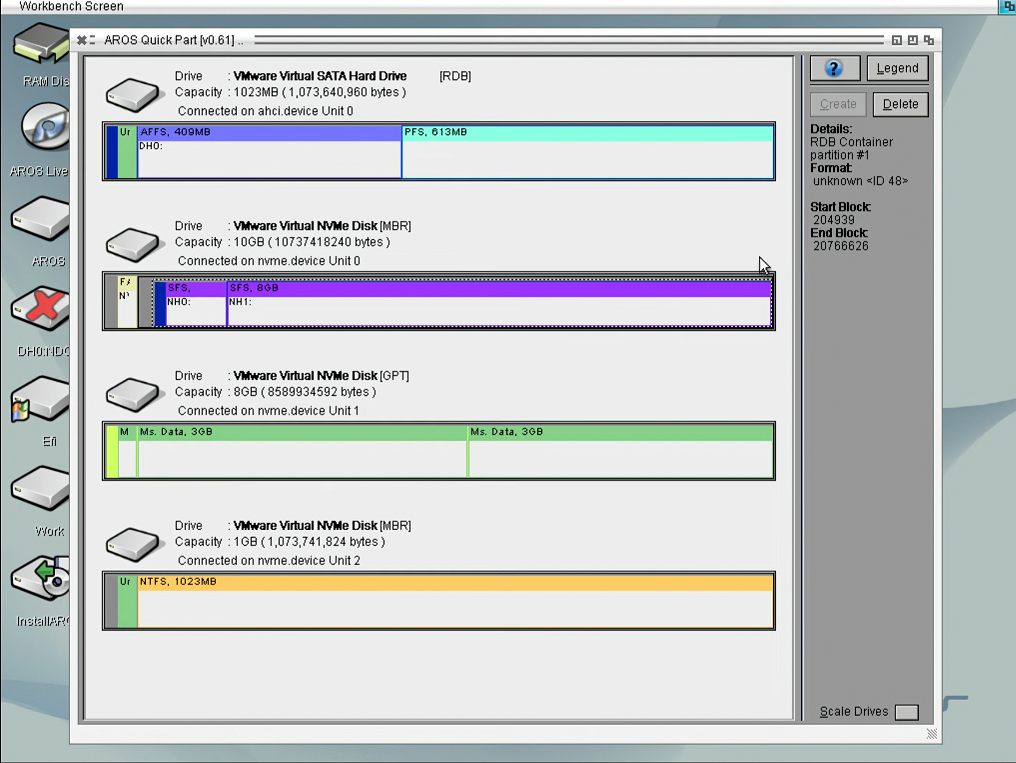 Workbench Screen
AROS Quick Part [v0.61] ..
RAM Dis
AROS Live
AROS
DH0:NDO
Efi
Work
InstallARO
Drive : VMware Virtual SATA Hard Drive [RDB]
Capacity : 1023MB ( 1,073,640,960 bytes )
Connected on ahci.device Unit 0
Ur AFFS, 409MB PFS, 613MB
DH0:
Drive : VMware Virtual NVMe Disk [MBR]
Capacity : 10GB ( 10737418240 bytes )
Connected on nvme.device Unit 0
SFS, SFS, 8GB
NH0: NH1:
Drive : VMware Virtual NVMe Disk [GPT]
Capacity : 8GB ( 8589934592 bytes )
Connected on nvme.device Unit 1
M Ms. Data, 3GB Ms. Data, 3GB
Drive : VMware Virtual NVMe Disk [MBR]
Capacity : 1GB ( 1,073,741,824 bytes )
Connected on nvme.device Unit 2
Ur NTFS, 1023MB
? Legend
Create Delete
Details:
RDB Container
partition #1
Format:
unknown <ID 48>
Start Block:
204939
End Block:
20766626
Scale Drives